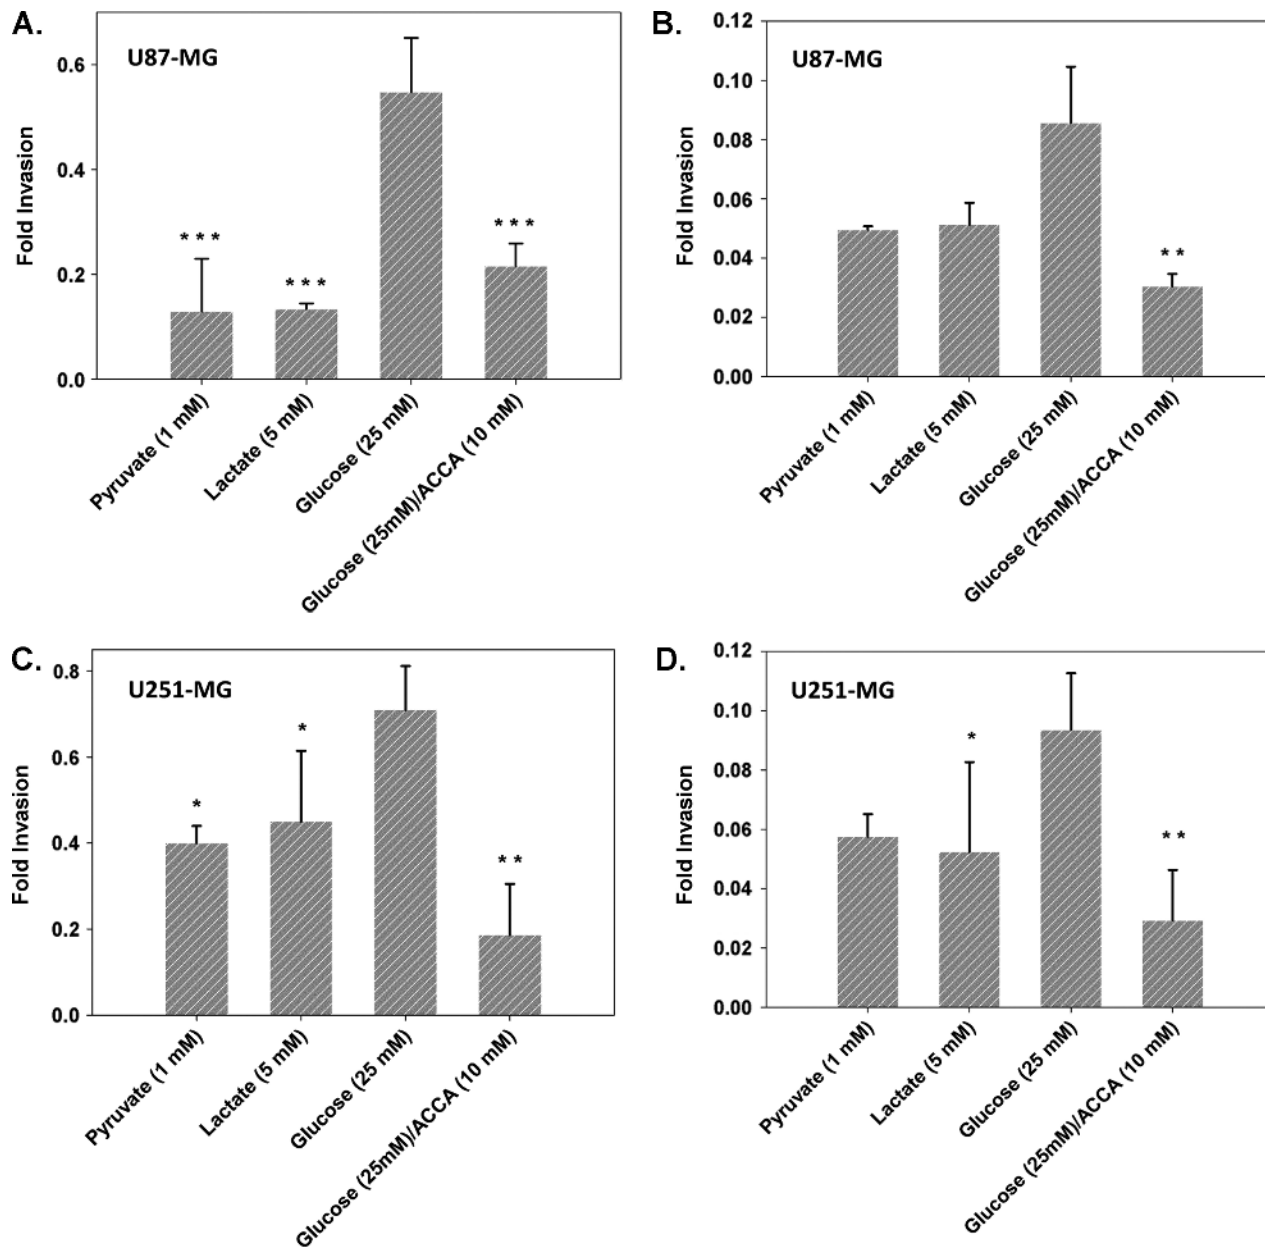 A.
U87-MG
Fold Invasion
0.6
0.4
0.2
0.0
* * *
* * *
* * *
Pyruvate (1 mM)
Lactate (5 mM)
Glucose (25 mM)
Glucose (25mM)/ACCA (10 mM)
B.
U87-MG
Fold Invasion
0.12
0.10
0.08
0.06
0.04
0.02
0.00
* *
Pyruvate (1 mM)
Lactate (5 mM)
Glucose (25 mM)
Glucose (25mM)/ACCA (10 mM)
C.
U251-MG
Fold Invasion
0.8
0.6
0.4
0.2
0.0
*
*
* *
Pyruvate (1 mM)
Lactate (5 mM)
Glucose (25 mM)
Glucose (25mM)/ACCA (10 mM)
D.
U251-MG
Fold Invasion
0.12
0.10
0.08
0.06
0.04
0.02
0.00
*
* *
Pyruvate (1 mM)
Lactate (5 mM)
Glucose (25 mM)
Glucose (25mM)/ACCA (10 mM)